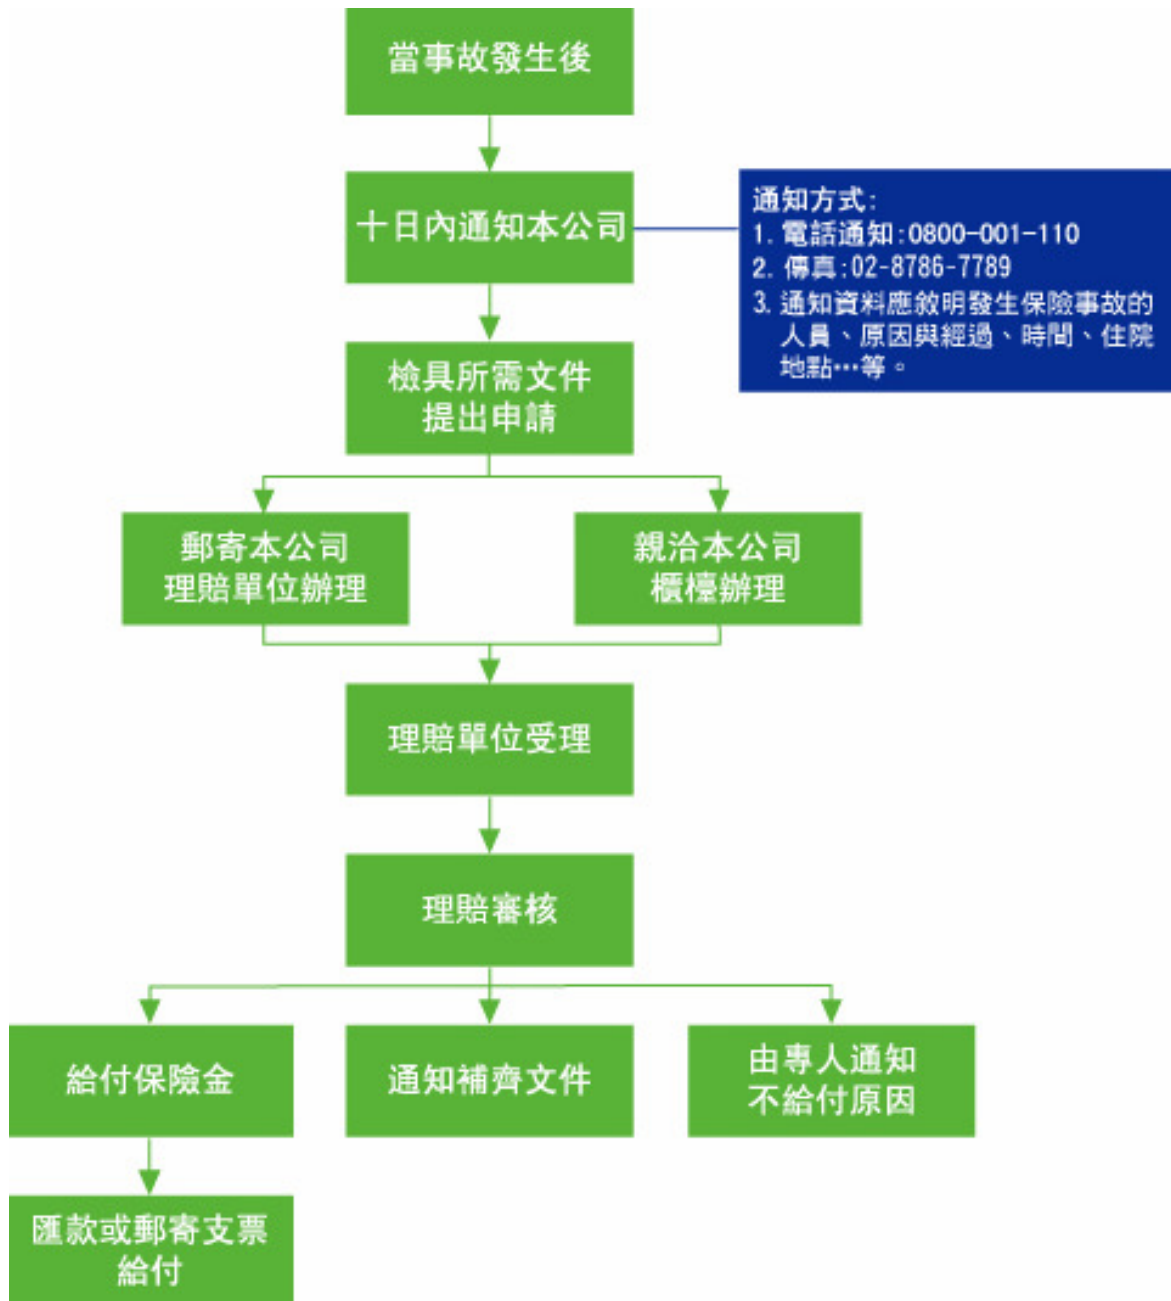 當事故發生後
十日內通知本公司
通知方式:
1. 電話通知:0800-001-110
2. 傳真:02-8786-7789
3. 通知資料應敘明發生保險事故的
人員、原因與經過、時間、住院
地點…等。
檢具所需文件
提出申請
郵寄本公司
理賠單位辦理
親洽本公司
櫃檯辦理
理賠單位受理
理賠審核
給付保險金
通知補齊文件
由專人通知
不給付原因
匯款或郵寄支票
給付